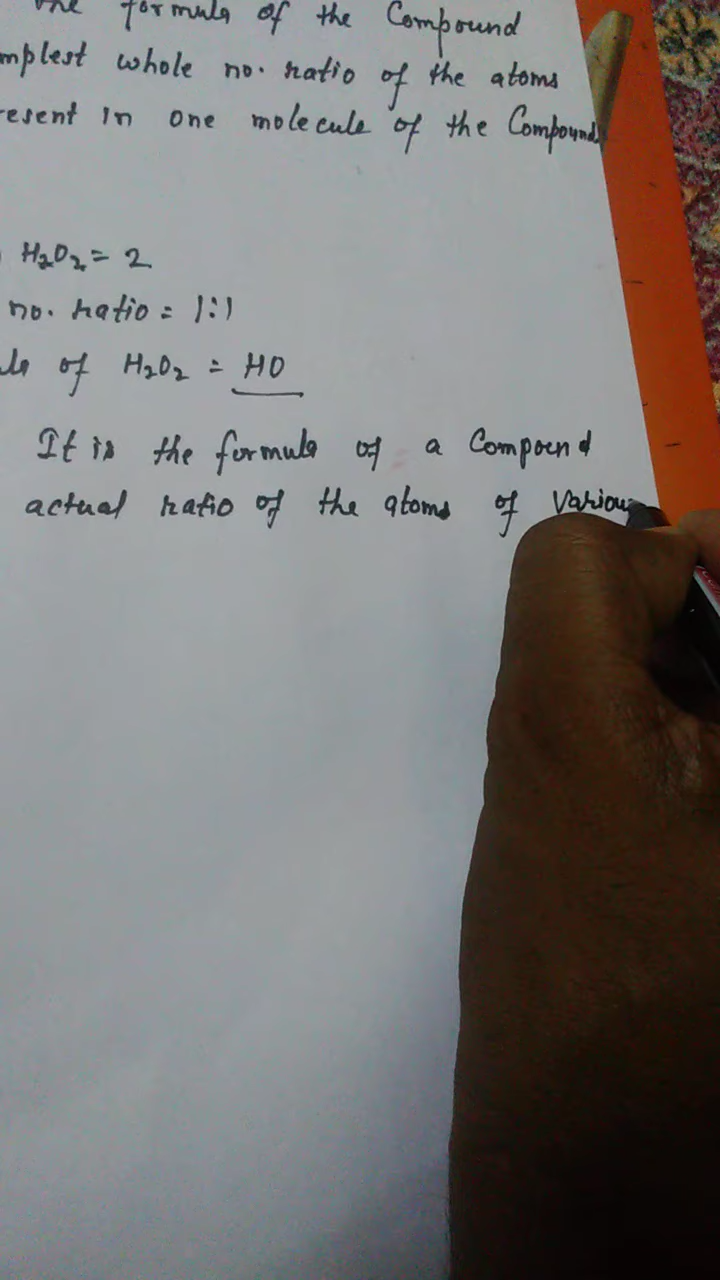 the formula of the Compound
mplest whole no. ratio of the atoms
resent in one molecule of the Compound
H₂O₂ = 2
no. ratio = 1:1
of H₂O₂ = HO
It is the formula of a Compound
actual ratio of the atoms of Various